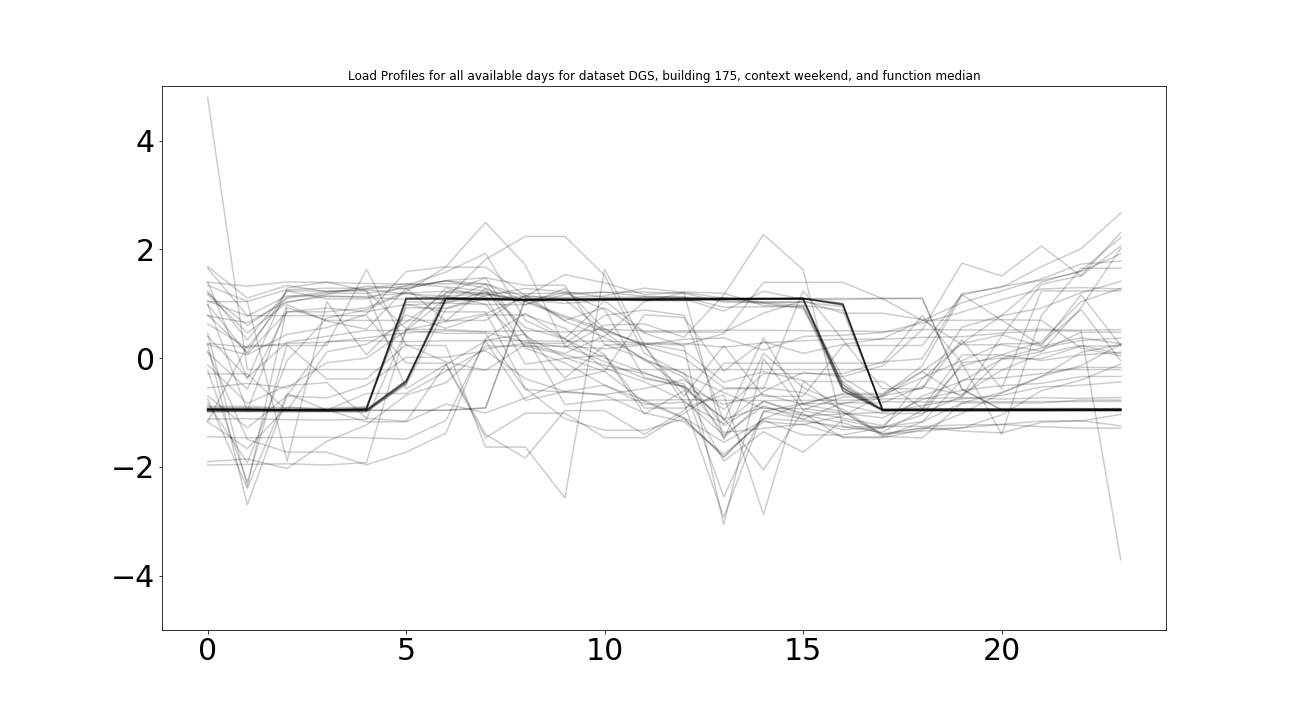 Load Profiles for all available days for dataset DGS, building 175, context weekend, and function median
4
2
0
−2
−4
0 5 10 15 20